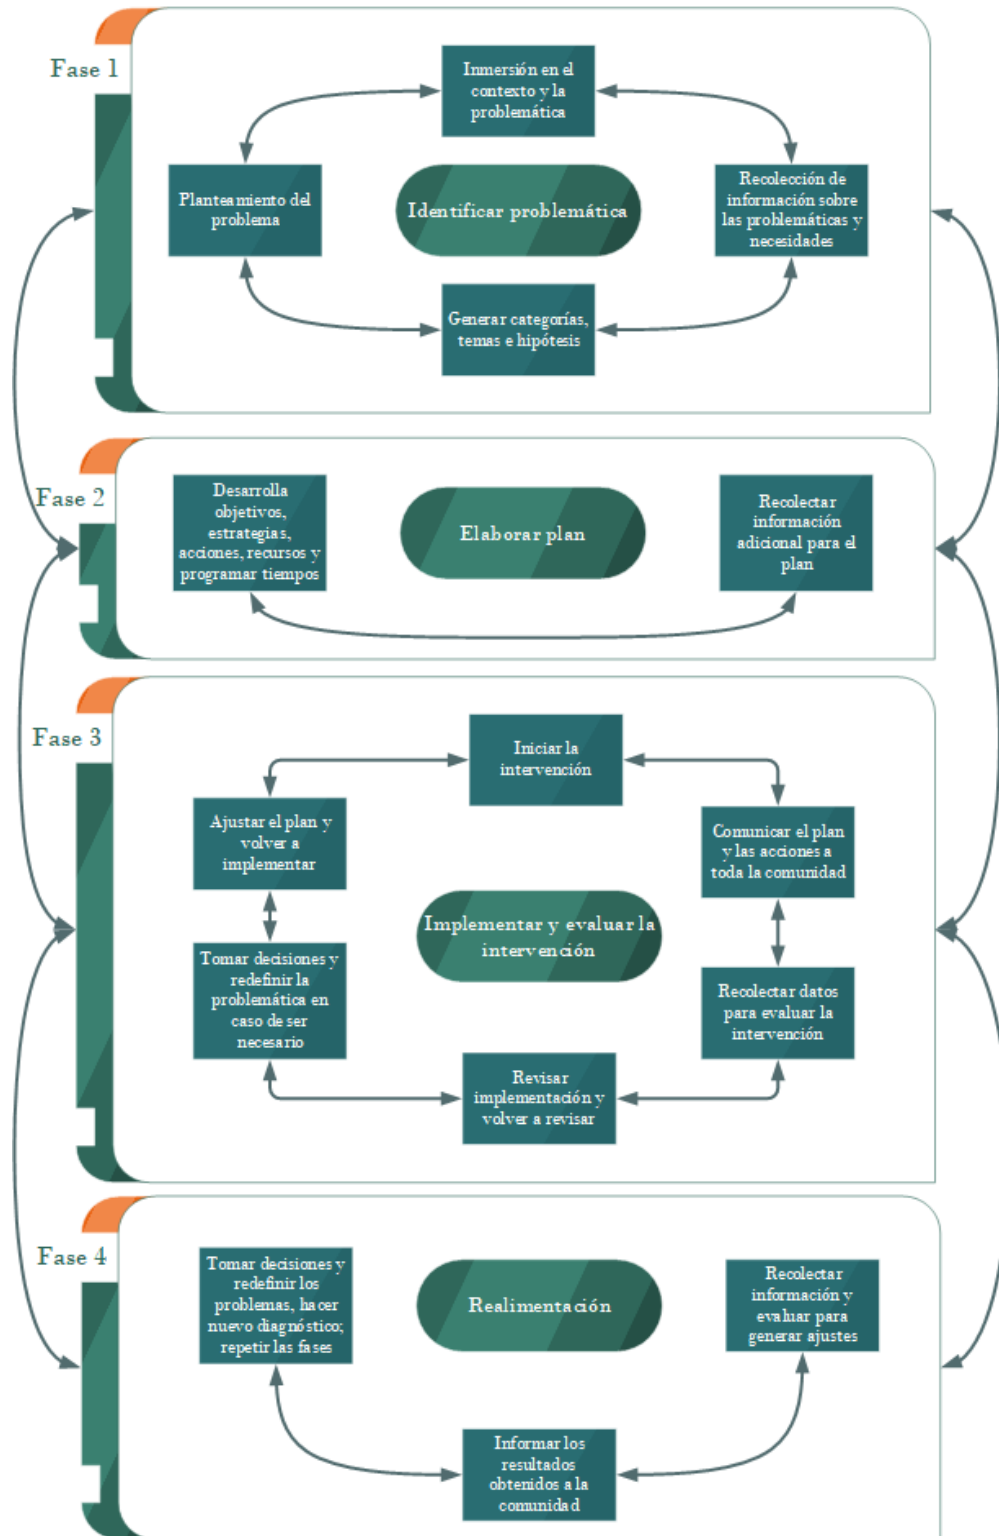 Fase 1
Inmersión en el
contexto y la
problemática
Planteamiento del
problema
Identificar problemática
Recolección de
información sobre
las problemáticas y
necesidades
Generar categorías,
temas e hipótesis
Fase 2
Desarrolla
objetivos,
estrategias,
acciones, recursos y
programar tiempos
Elaborar plan
Recolectar
información
adicional para el
plan
Fase 3
Iniciar la
intervención
Ajustar el plan y
volver a
implementar
Comunicar el plan
y las acciones a
toda la comunidad
Implementar y evaluar la
intervención
Tomar decisiones y
redefinir la
problemática en
caso de ser
necesario
Recolectar datos
para evaluar la
intervención
Revisar
implementación y
volver a revisar
Fase 4
Tomar decisiones y
redefinir los
problemas, hacer
nuevo diagnóstico;
repetir las fases
Realimentación
Recolectar
información y
evaluar para
generar ajustes
Informar los
resultados
obtenidos a la
comunidad